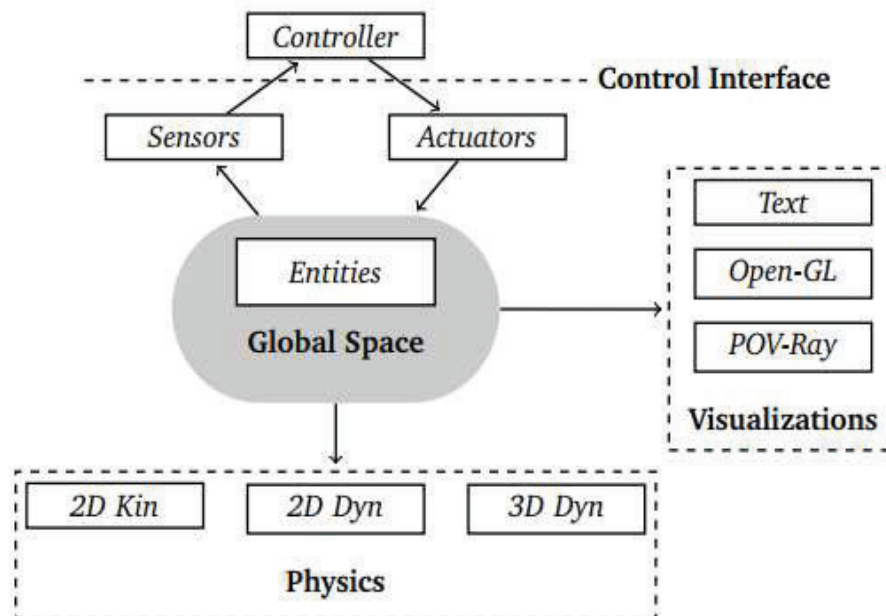 Controller
Control Interface
Sensors
Actuators
Text
Entities
Open-GL
Global Space
POV-Ray
Visualizations
2D Kin
2D Dyn
3D Dyn
Physics